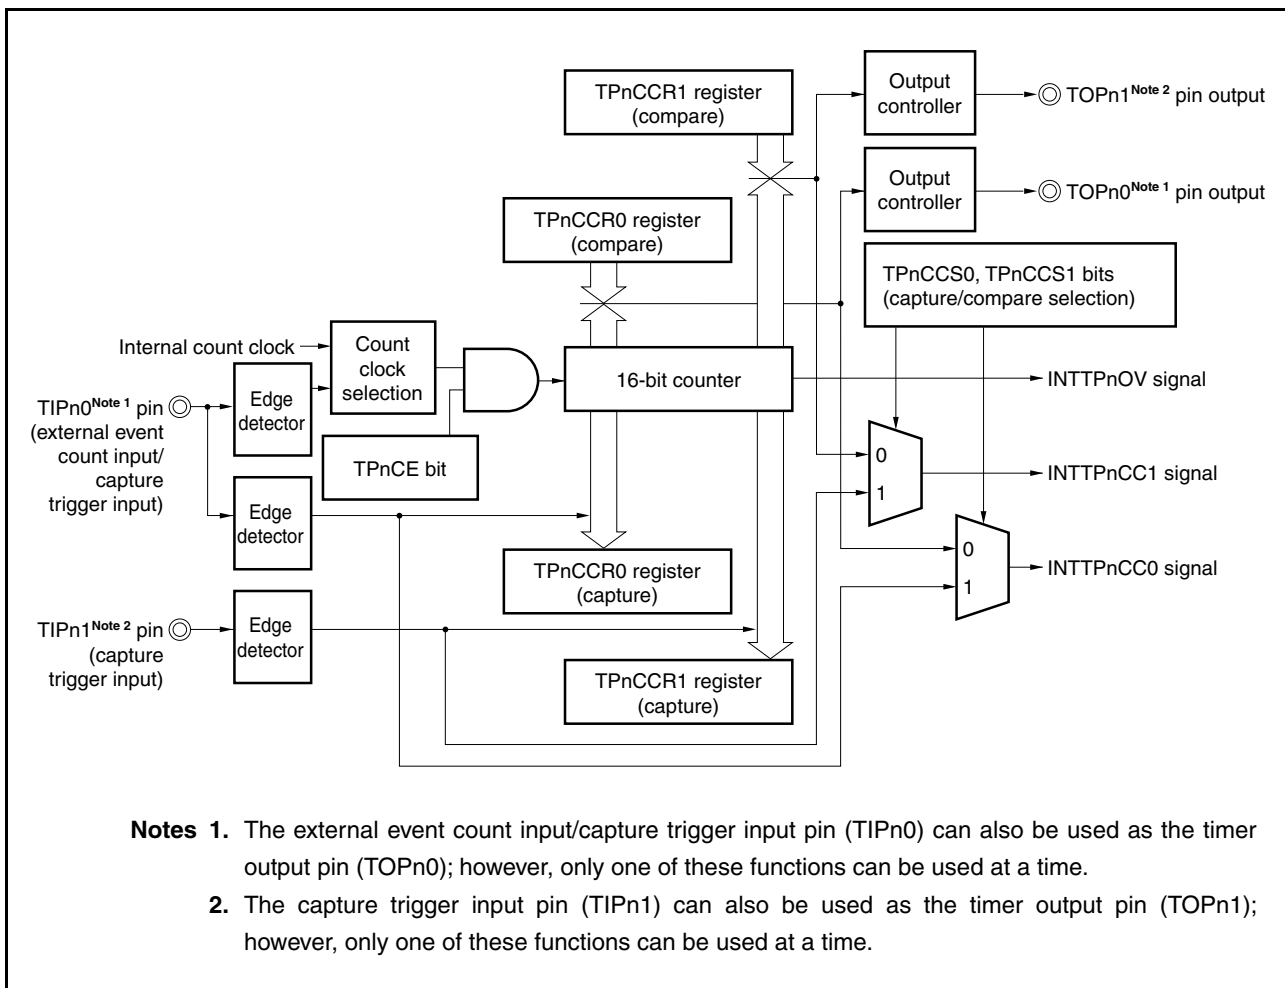 TPnCCR1 register
(compare)
Output
controller
TOPn1Note 2 pin output
Output
controller
TOPn0Note 1 pin output
TPnCCR0 register
(compare)
TPnCCS0, TPnCCS1 bits
(capture/compare selection)
Internal count clock
Count
clock
selection
16-bit counter
INTTPnOV signal
TIPn0Note 1 pin
(external event
count input/
capture
trigger input)
Edge
detector
TPnCE bit
0
1
INTTPnCC1 signal
Edge
detector
0
1
INTTPnCC0 signal
TPnCCR0 register
(capture)
TIPn1Note 2 pin
(capture
trigger input)
Edge
detector
TPnCCR1 register
(capture)
Notes 1. The external event count input/capture trigger input pin (TIPn0) can also be used as the timer
output pin (TOPn0); however, only one of these functions can be used at a time.
2. The capture trigger input pin (TIPn1) can also be used as the timer output pin (TOPn1);
however, only one of these functions can be used at a time.